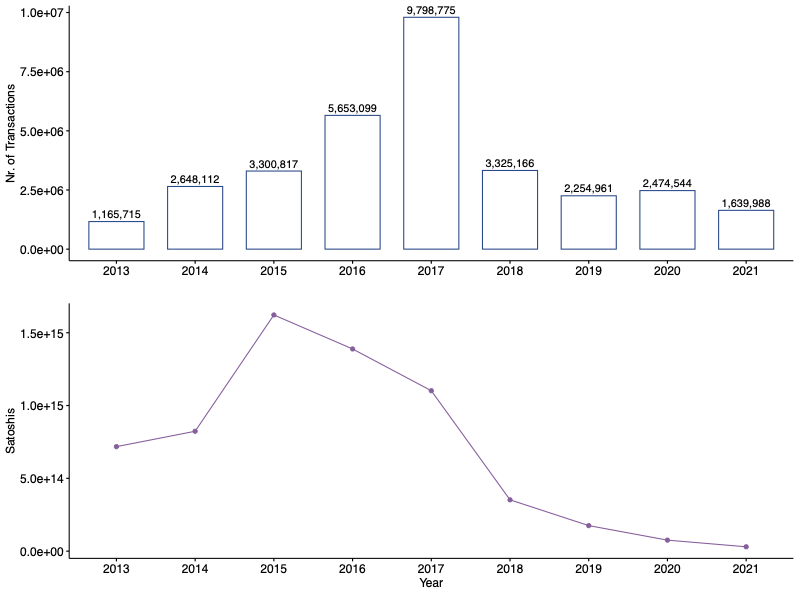 Nr. of Transactions
1.0e+07
7.5e+06
5.0e+06
2.5e+06
0.0e+00
1,165,715
2,648,112
3,300,817
5,653,099
9,798,775
3,325,166
2,254,961
2,474,544
1,639,988
2013 2014 2015 2016 2017 2018 2019 2020 2021
Satoshis
1.5e+15
1.0e+15
5.0e+14
0.0e+00
2013 2014 2015 2016 2017 2018 2019 2020 2021
Year